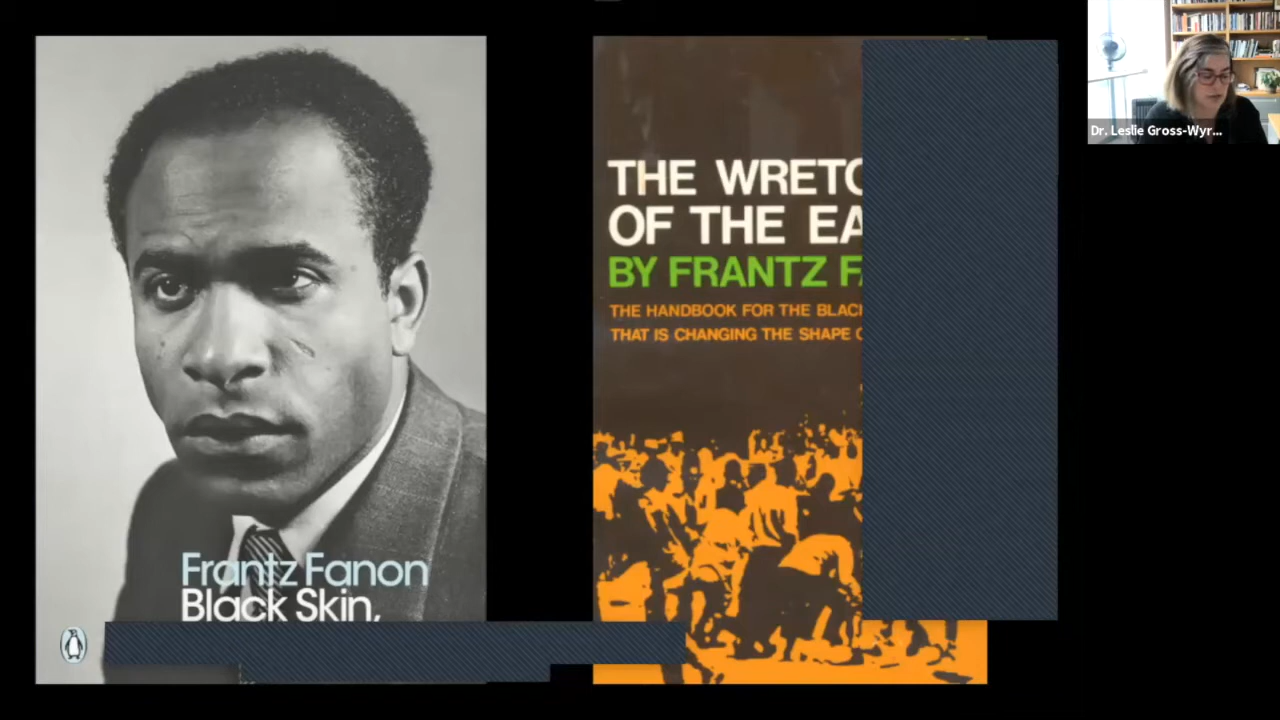 Frantz Fanon
Black Skin,
THE WRETC
OF THE EA
BY FRANTZ F
THE HANDBOOK FOR THE BLAC
THAT IS CHANGING THE SHAPE
Dr. Leslie Gross-Wyr...